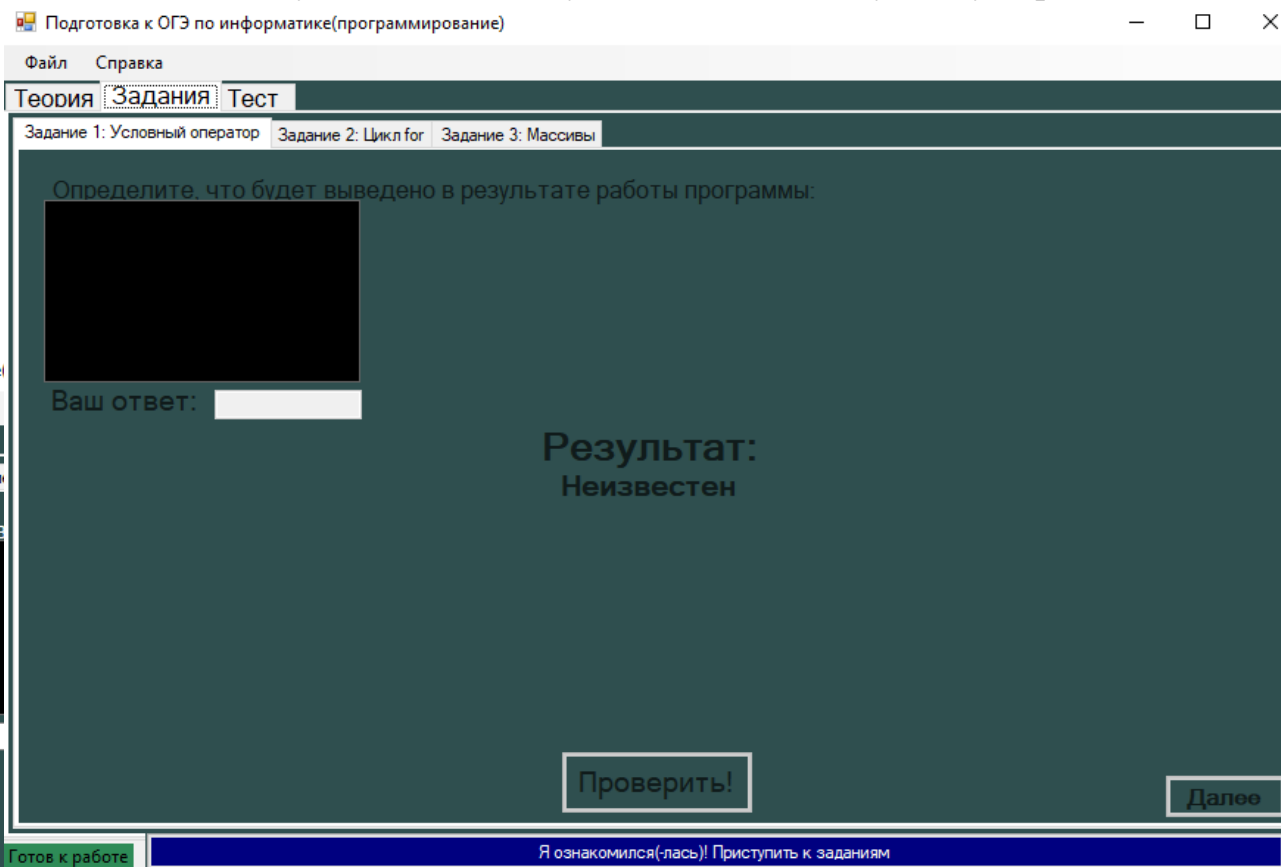 Подготовка к ОГЭ по информатике(программирование)
Файл Справка
Теория Задания Тест
Задание 1: Условный оператор Задание 2: Цикл for Задание 3: Массивы
Определите, что будет выведено в результате работы программы:
Ваш ответ:
Результат:
Неизвестен
Проверить!
Далее
Готов к работе
Я ознакомился(-лась)! Приступить к заданиям